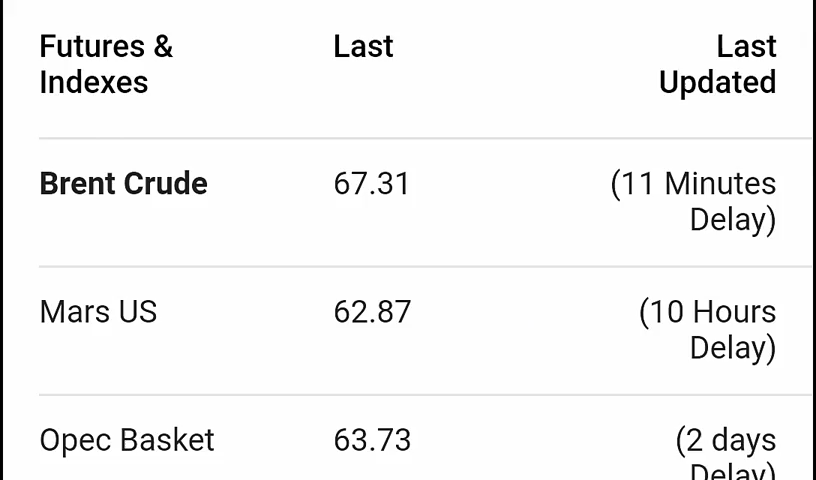 Futures & Last Last
Indexes Updated
Brent Crude 67.31 (11 Minutes
Delay)
Mars US 62.87 (10 Hours
Delay)
Opec Basket 63.73 (2 days
Delay)